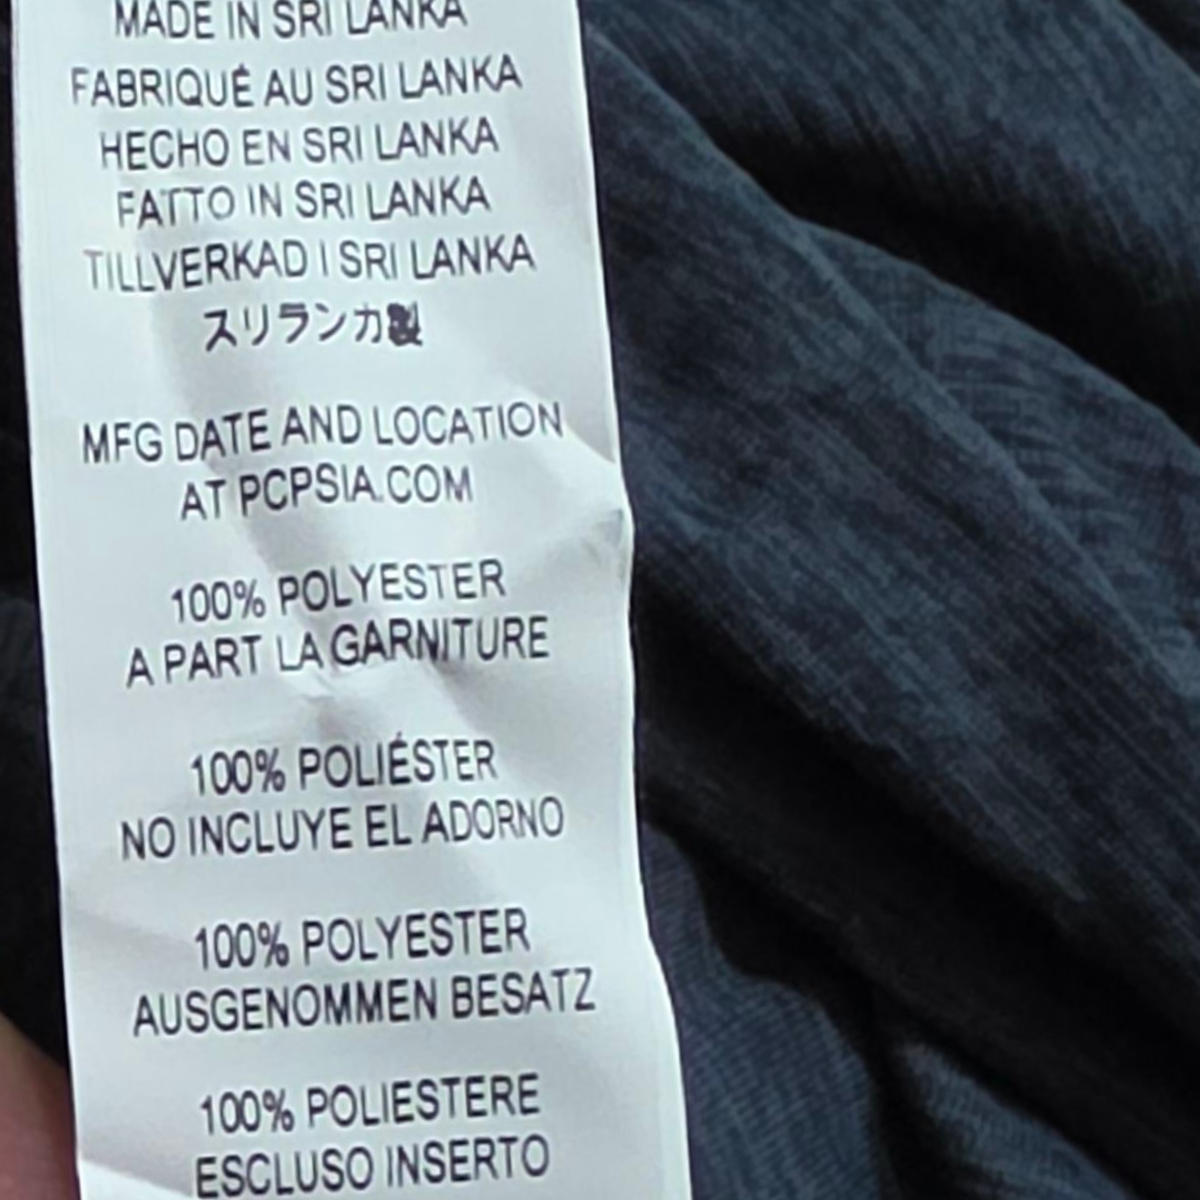 MADE IN SRI LANKA
FABRIQUÉ AU SRI LANKA
HECHO EN SRI LANKA
FATTO IN SRI LANKA
TILLVERKAD I SRI LANKA
スリランカ製
MFG DATE AND LOCATION
AT PCPSIA.COM
100% POLYESTER
A PART LA GARNITURE
100% POLIÉSTER
NO INCLUYE EL ADORNO
100% POLYESTER
AUSGENOMMEN BESATZ
100% POLIESTERE
ESCLUSO INSERTO